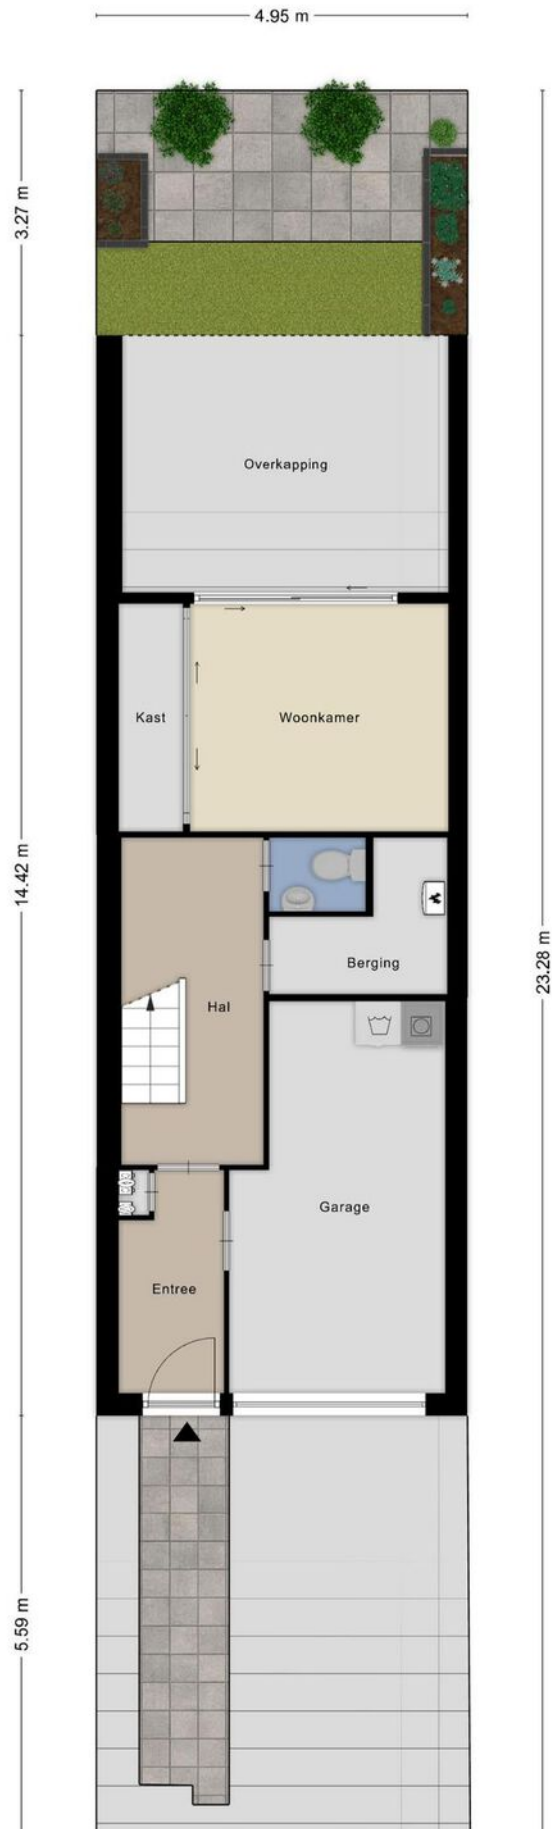 4.95 m
3.27 m
Overkapping
Kast
Woonkamer
14.42 m
23.28 m
Berging
Hal
Garage
Entree
5.59 m